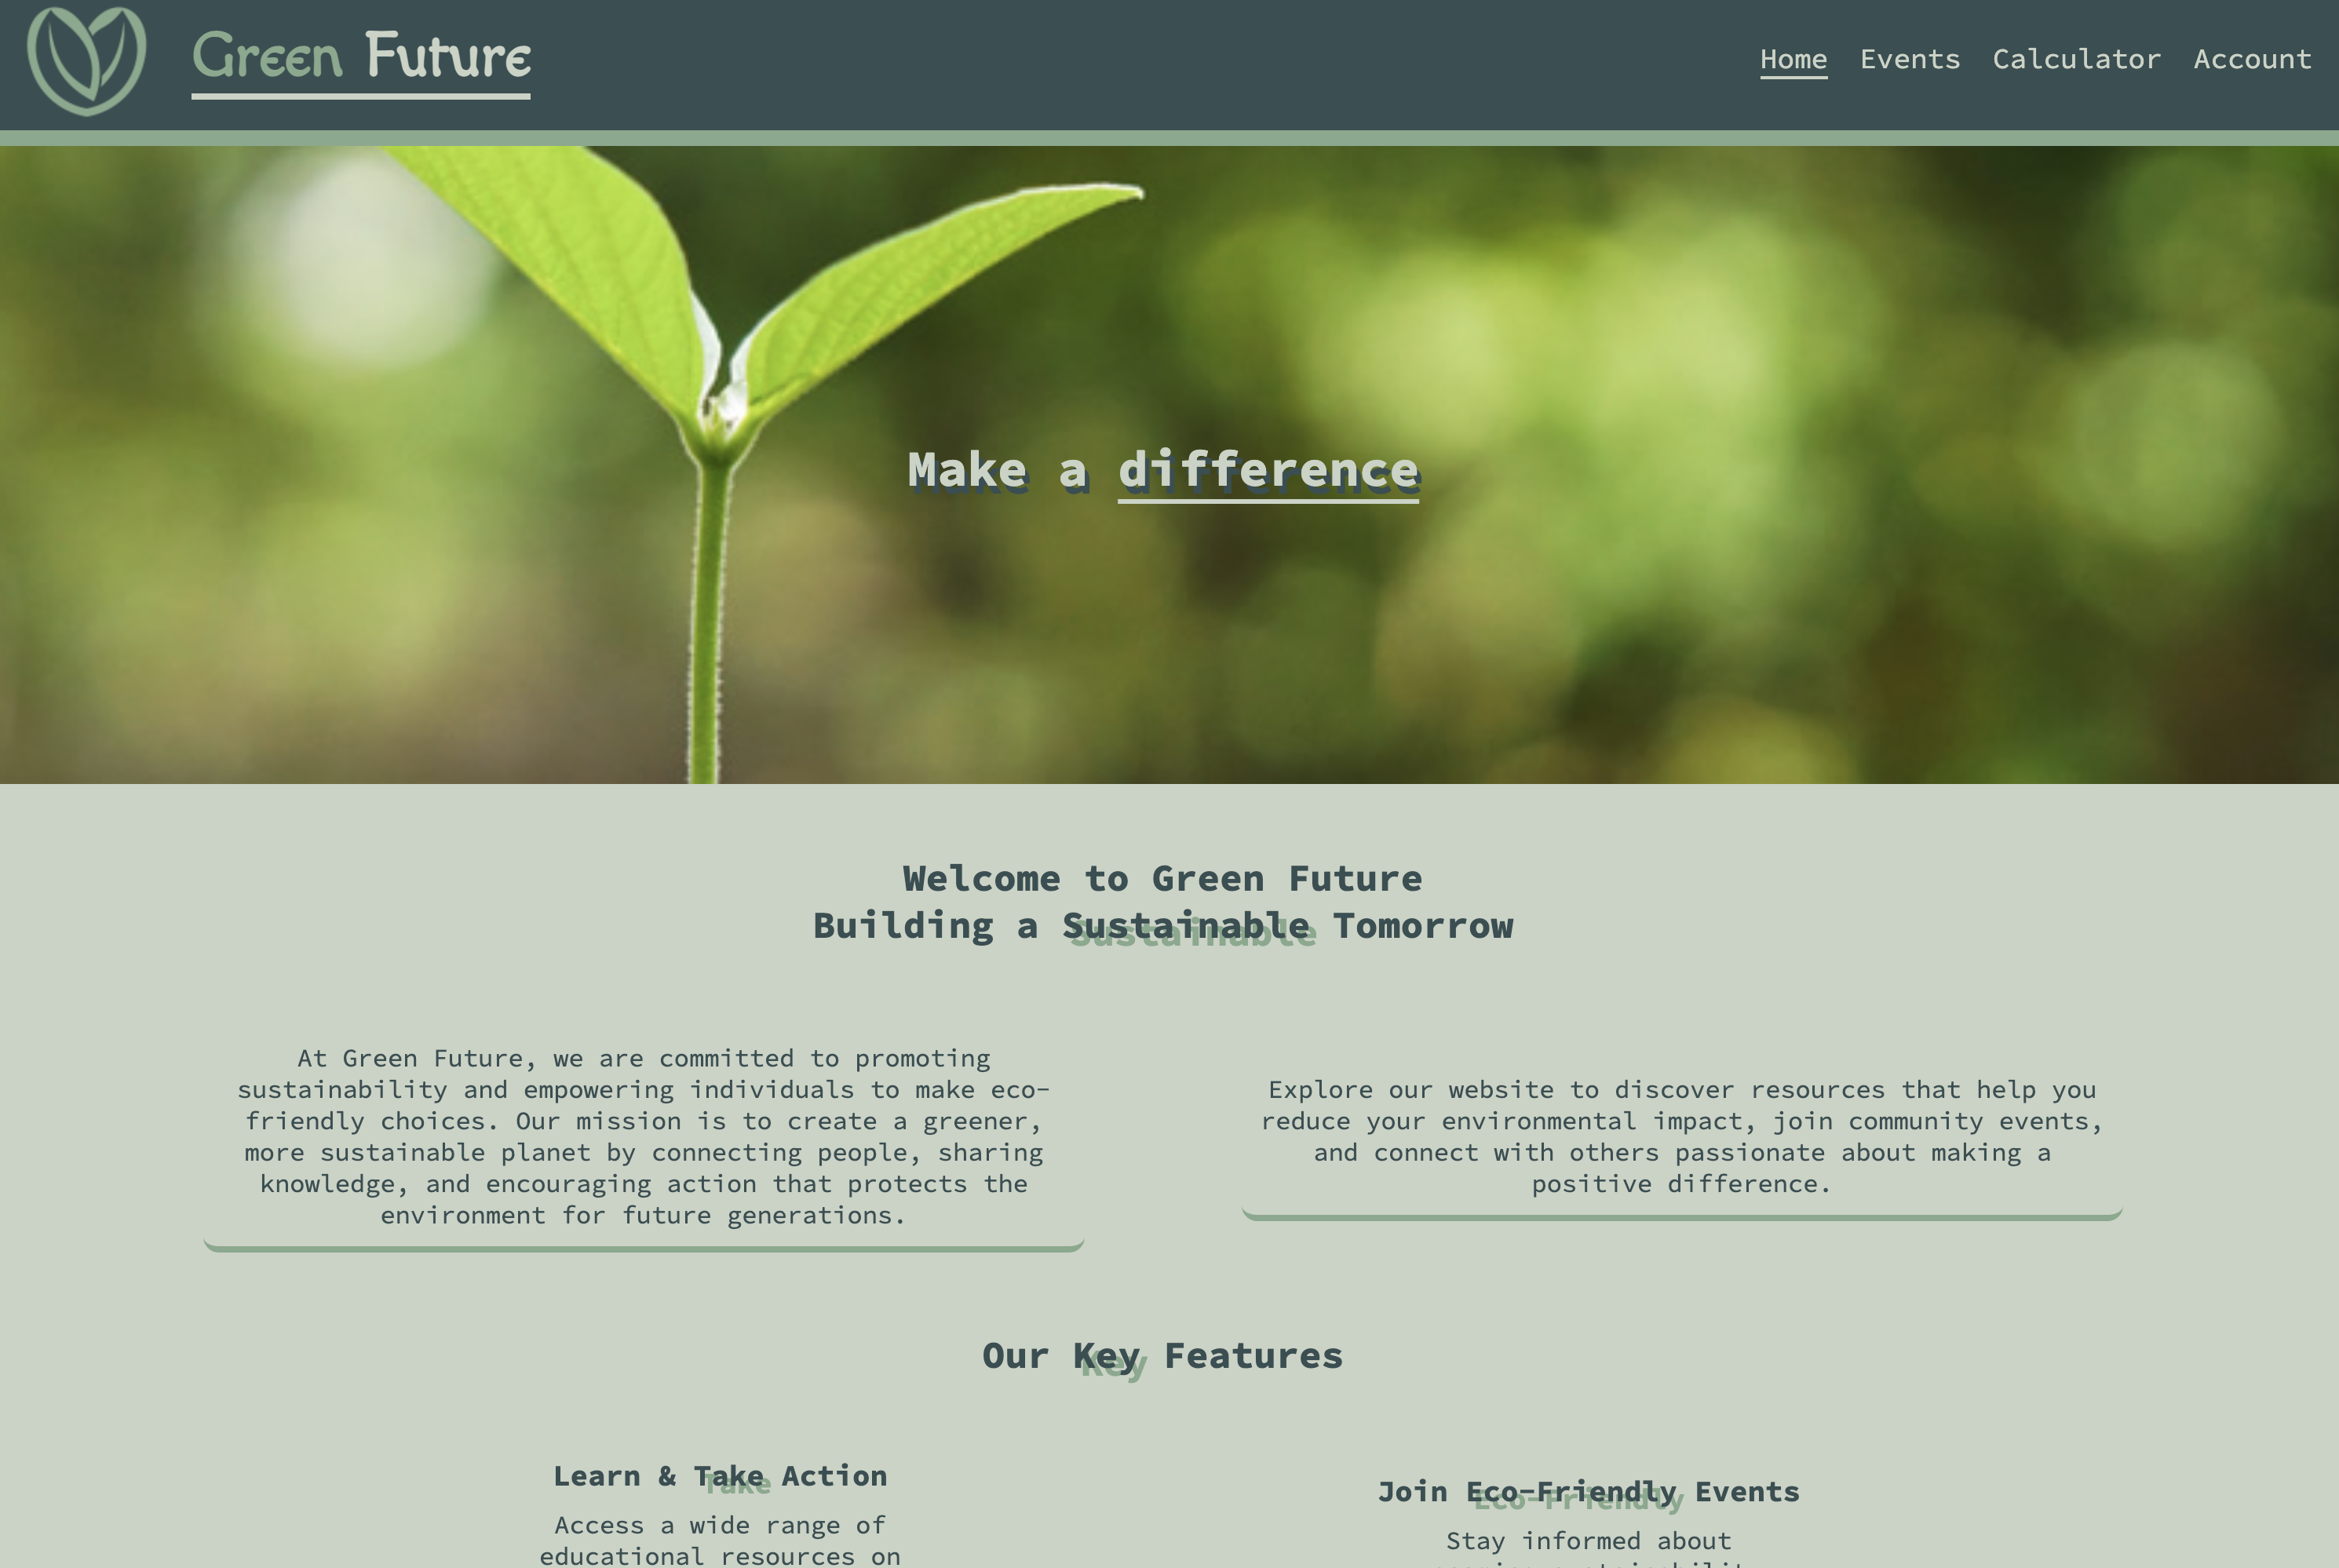 Green Future
Home Events Calculator Account
Make a difference
Welcome to Green Future
Building a Sustainable Tomorrow
At Green Future, we are committed to promoting
sustainability and empowering individuals to make eco-
friendly choices. Our mission is to create a greener,
more sustainable planet by connecting people, sharing
knowledge, and encouraging action that protects the
environment for future generations.
Explore our website to discover resources that help you
reduce your environmental impact, join community events,
and connect with others passionate about making a
positive difference.
Our Key Features
Learn & Take Action
Access a wide range of
educational resources on
Join Eco-Friendly Events
Stay informed about